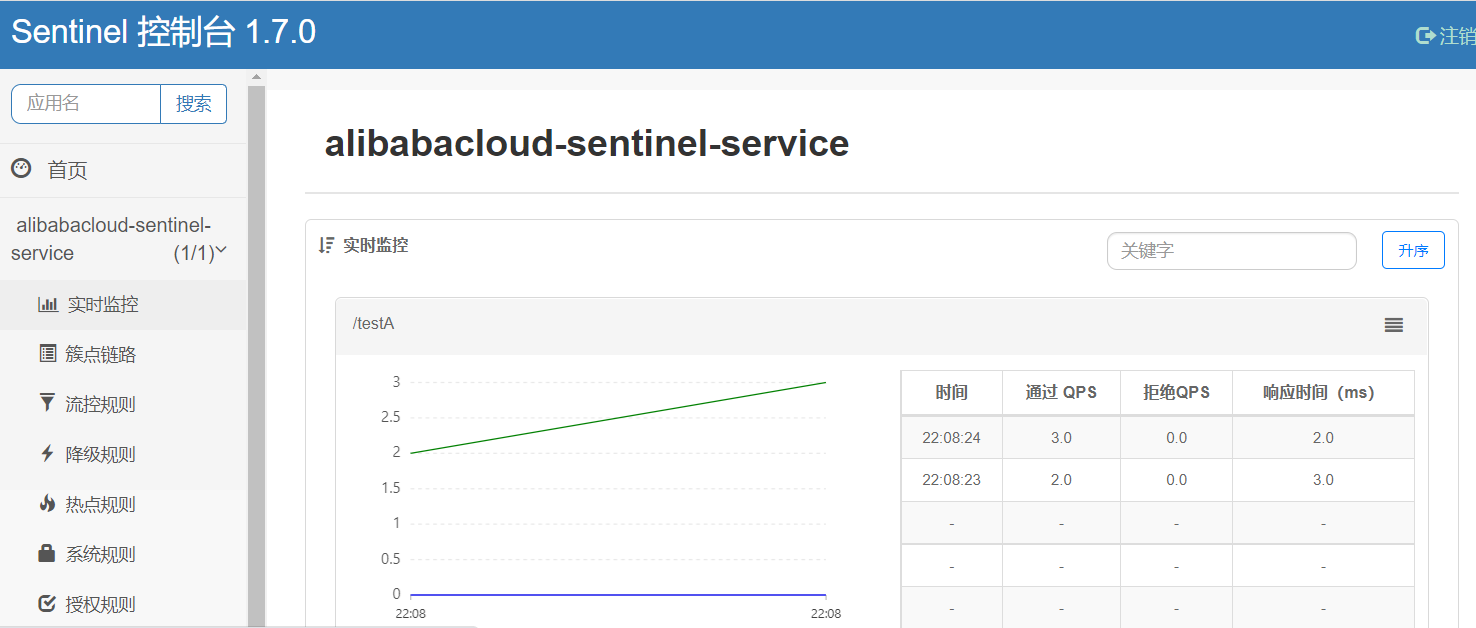 Sentinel 控制台 1.7.0
注销
应用名
搜索
首页
alibabacloud-sentinel-
service (1/1)
实时监控
簇点链路
流控规则
降级规则
热点规则
系统规则
授权规则
alibabacloud-sentinel-service
实时监控
关键字
升序
/testA
3
2.5
2
1.5
1
0.5
0
22:08 22:08
时间 通过 QPS 拒绝QPS 响应时间（ms）
22:08:24 3.0 0.0 2.0
22:08:23 2.0 0.0 3.0
- - - -
- - - -
- - - -